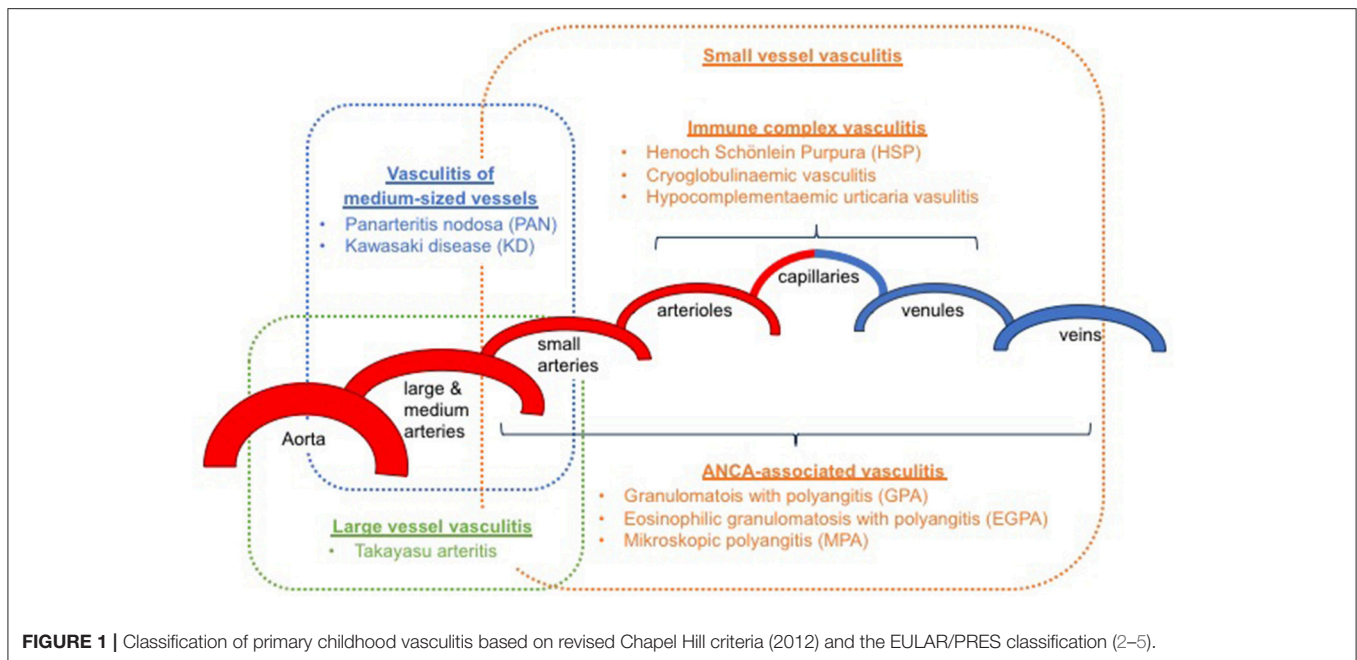 Small vessel vasculitis
Immune complex vasculitis
• Henoch Schönlein Purpura (HSP)
• Cryoglobulinaemic vasculitis
• Hypocomplementaemic urticaria vasulitis
Vasculitis of
medium-sized vessels
• Panarteritis nodosa (PAN)
• Kawasaki disease (KD)
capillaries
arterioles
venules
veins
small
arteries
large &
medium
arteries
Aorta
ANCA-associated vasculitis
• Granulomatois with polyangitis (GPA)
• Eosinophilic granulomatosis with polyangitis (EGPA)
• Mikroskopic polyangitis (MPA)
Large vessel vasculitis
• Takayasu arteritis
FIGURE 1 | Classification of primary childhood vasculitis based on revised Chapel Hill criteria (2012) and the EULAR/PRES classification (2–5).